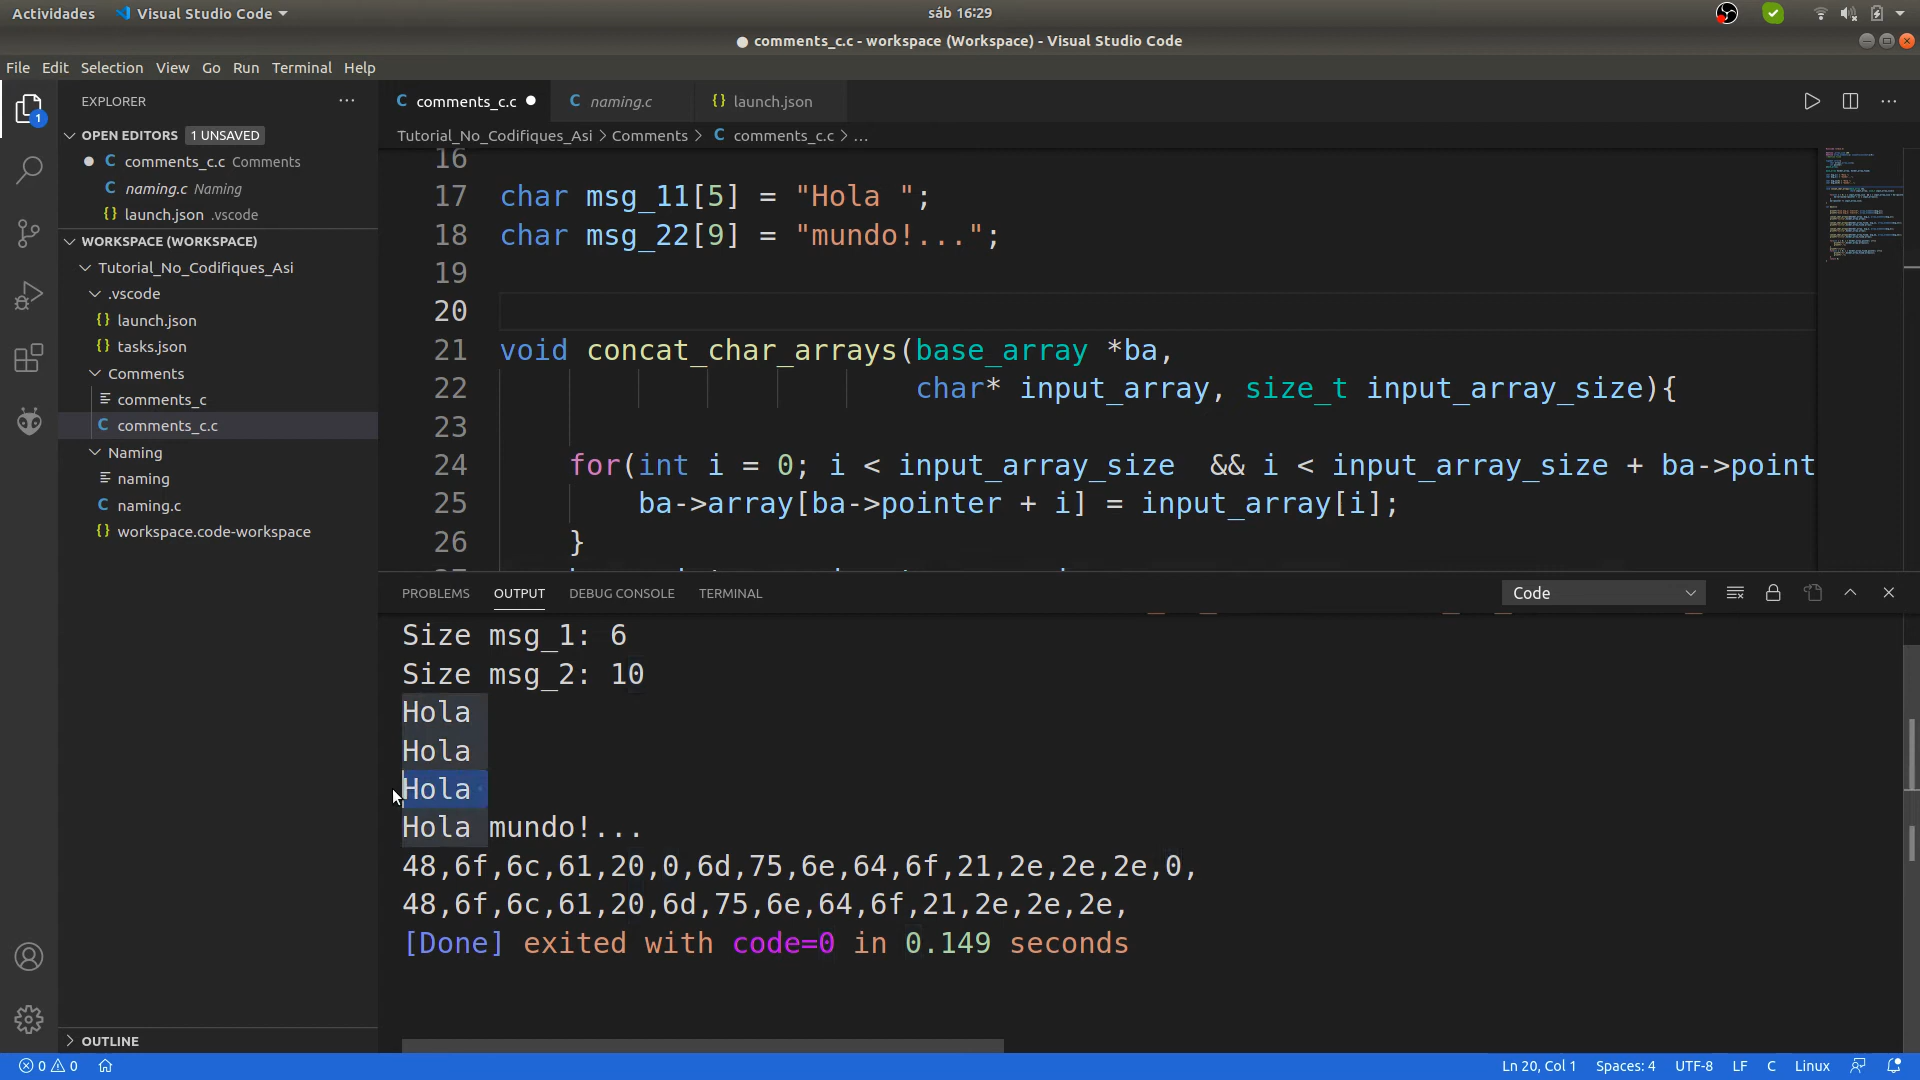 Actividades Visual Studio Code sáb 16:29
● comments_c.c - workspace (Workspace) - Visual Studio Code
File Edit Selection View Go Run Terminal Help
EXPLORER
OPEN EDITORS 1 UNSAVED
comments_c.c Comments
naming.c Naming
launch.json .vscode
WORKSPACE (WORKSPACE)
Tutorial_No_Codifiques_Asi
.vscode
launch.json
tasks.json
Comments
comments_c
comments_c.c
Naming
naming
naming.c
workspace.code-workspace
OUTLINE
1
comments_c.c naming.c launch.json
Tutorial_No_Codifiques_Asi > Comments > C comments_c.c > ...
16
17 char msg_11[5] = "Hola ";
18 char msg_22[9] = "mundo!...";
19
20
21 void concat_char_arrays(base_array *ba,
22 char* input_array, size_t input_array_size){
23
24 for(int i = 0; i < input_array_size && i < input_array_size + ba->point
25 ba->array[ba->pointer + i] = input_array[i];
26 }
PROBLEMS OUTPUT DEBUG CONSOLE TERMINAL Code
Size msg_1: 6
Size msg_2: 10
Hola
Hola
Hola
Hola mundo!...
48,6f,6c,61,20,0,6d,75,6e,64,6f,21,2e,2e,2e,0,
48,6f,6c,61,20,6d,75,6e,64,6f,21,2e,2e,2e,
[Done] exited with code=0 in 0.149 seconds
0 0 Ln 20, Col 1 Spaces: 4 UTF-8 LF C Linux